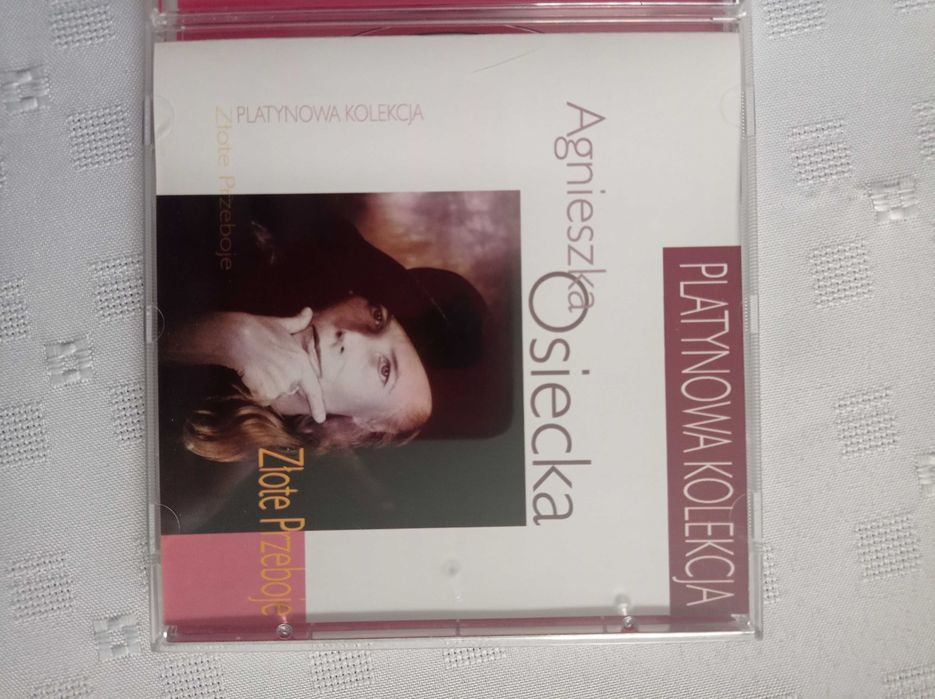 PLATYNOWA KOLEKCJA
Agnieszka
Osiecka
PLATYNOWA KOLEKCJA
Złote Przeboje
Złote Przeboje